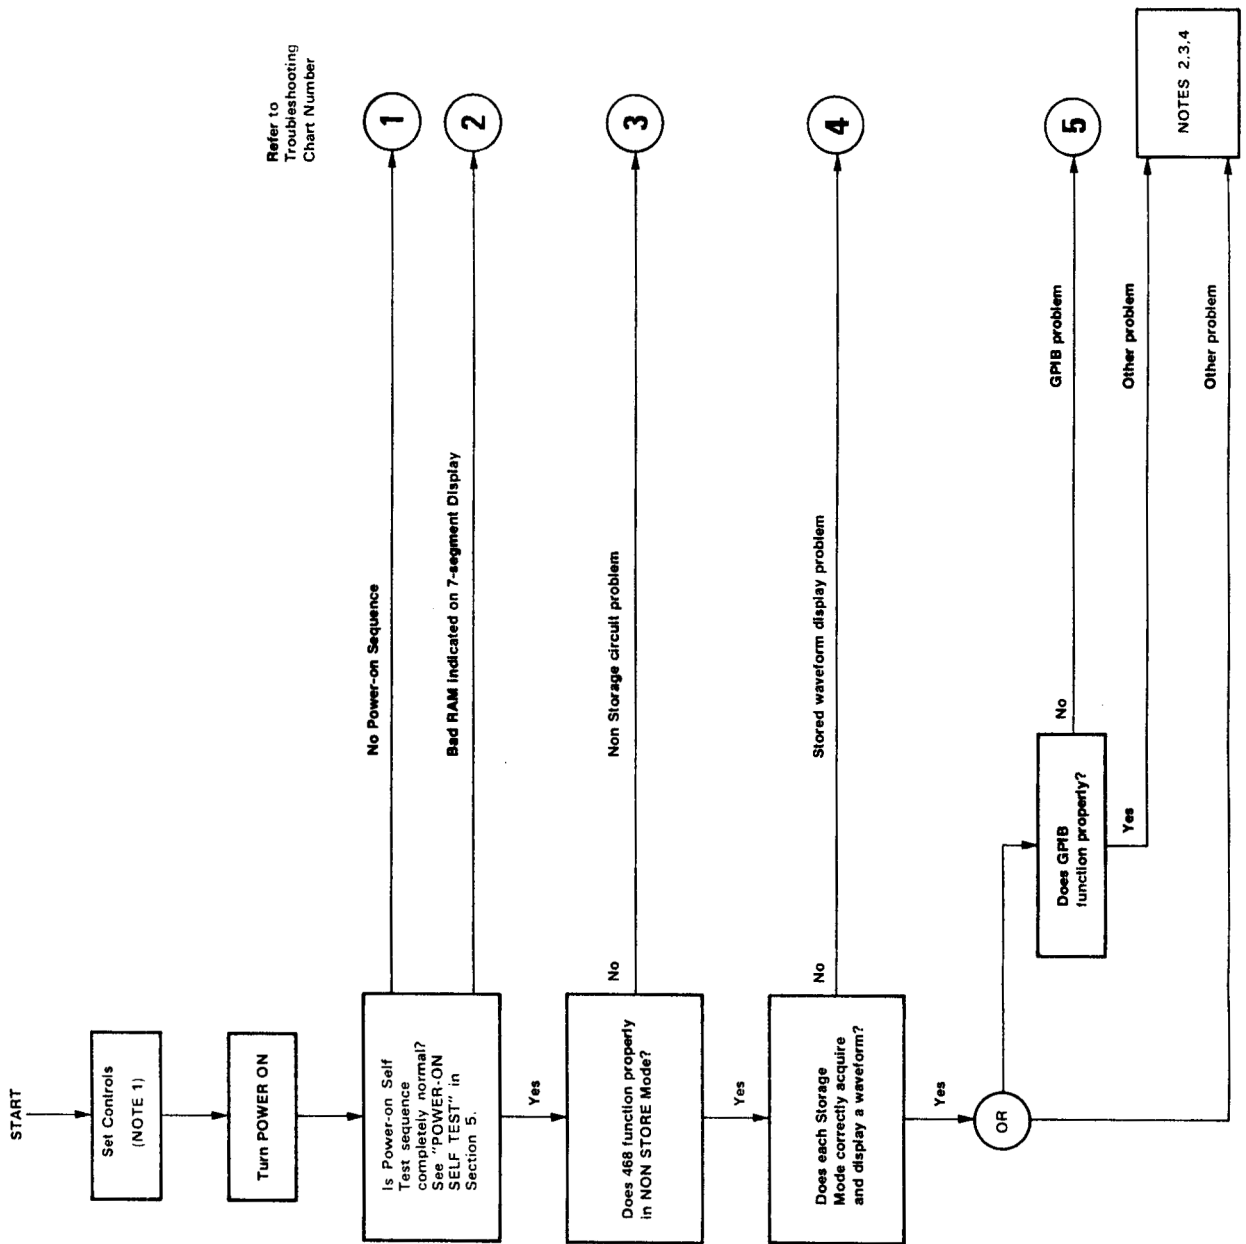 START
Set Controls
(NOTE 1)
Turn POWER ON
Is Power-on Self
Test sequence
completely normal?
See "POWER-ON
SELF TEST" in
Section 5.
No Power-on Sequence
Bad RAM indicated on 7-segment Display
Refer to
Troubleshooting
Chart Number
1
2
Yes
Does 468 function properly
in NON STORE Mode?
No
Non Storage circuit problem
3
Yes
Does each Storage
Mode correctly acquire
and display a waveform?
No
Stored waveform display problem
4
Yes
OR
Does GPIB
function properly?
No
GPIB problem
5
Yes
Other problem
Other problem
NOTES 2,3,4